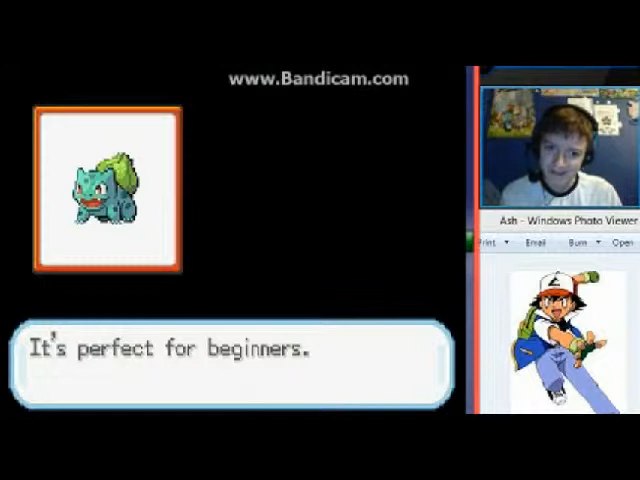 www.Bandicam.com
Ash - Windows Photo Viewer
Print Email Burn Open
It's perfect for beginners.